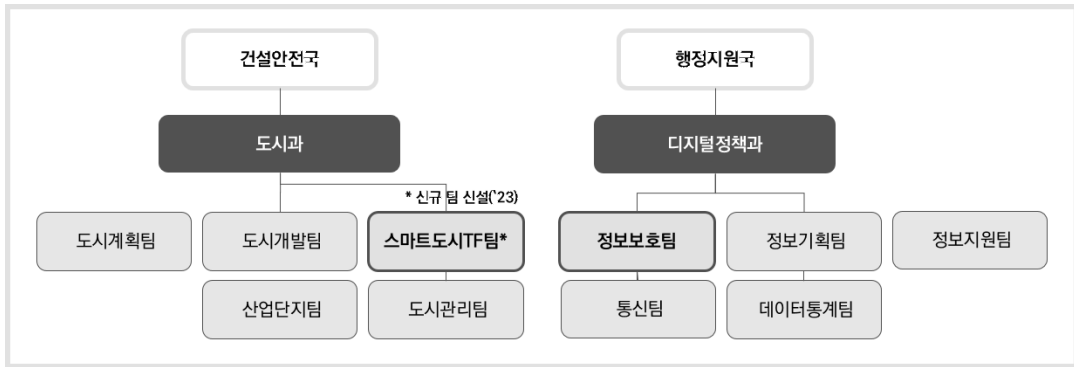 건설안전국
행정지원국
도시과
디지털정책과
* 신규 팀 신설(`23)
도시계획팀
도시개발팀
스마트도시TF팀*
정보보호팀
정보기획팀
정보지원팀
산업단지팀
도시관리팀
통신팀
데이터통계팀